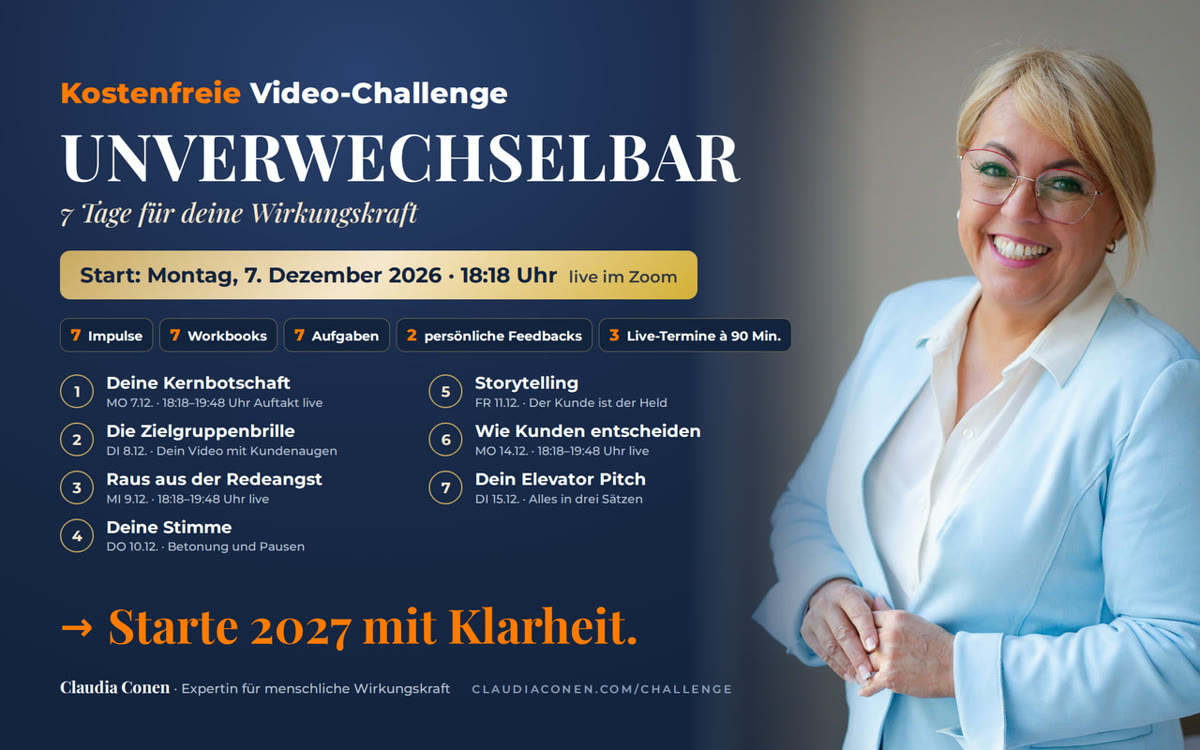 Kostenfreie Video-Challenge
UNVERWECHSELBAR
7 Tage für deine Wirkungskraft
Start: Montag, 7. Dezember 2026 · 18:18 Uhr live im Zoom
7 Impulse
7 Workbooks
7 Aufgaben
2 persönliche Feedbacks
3 Live-Termine à 90 Min.
1 Deine Kernbotschaft
MO 7.12. · 18:18–19:48 Uhr Auftakt live
2 Die Zielgruppenbrille
DI 8.12. · Dein Video mit Kundenaugen
3 Raus aus der Redeangst
MI 9.12. · 18:18–19:48 Uhr live
4 Deine Stimme
DO 10.12. · Betonung und Pausen
5 Storytelling
FR 11.12. · Der Kunde ist der Held
6 Wie Kunden entscheiden
MO 14.12. · 18:18–19:48 Uhr live
7 Dein Elevator Pitch
DI 15.12. · Alles in drei Sätzen
→ Starte 2027 mit Klarheit.
Claudia Conen · Expertin für menschliche Wirkungskraft CLAUDIACONEN.COM/CHALLENGE